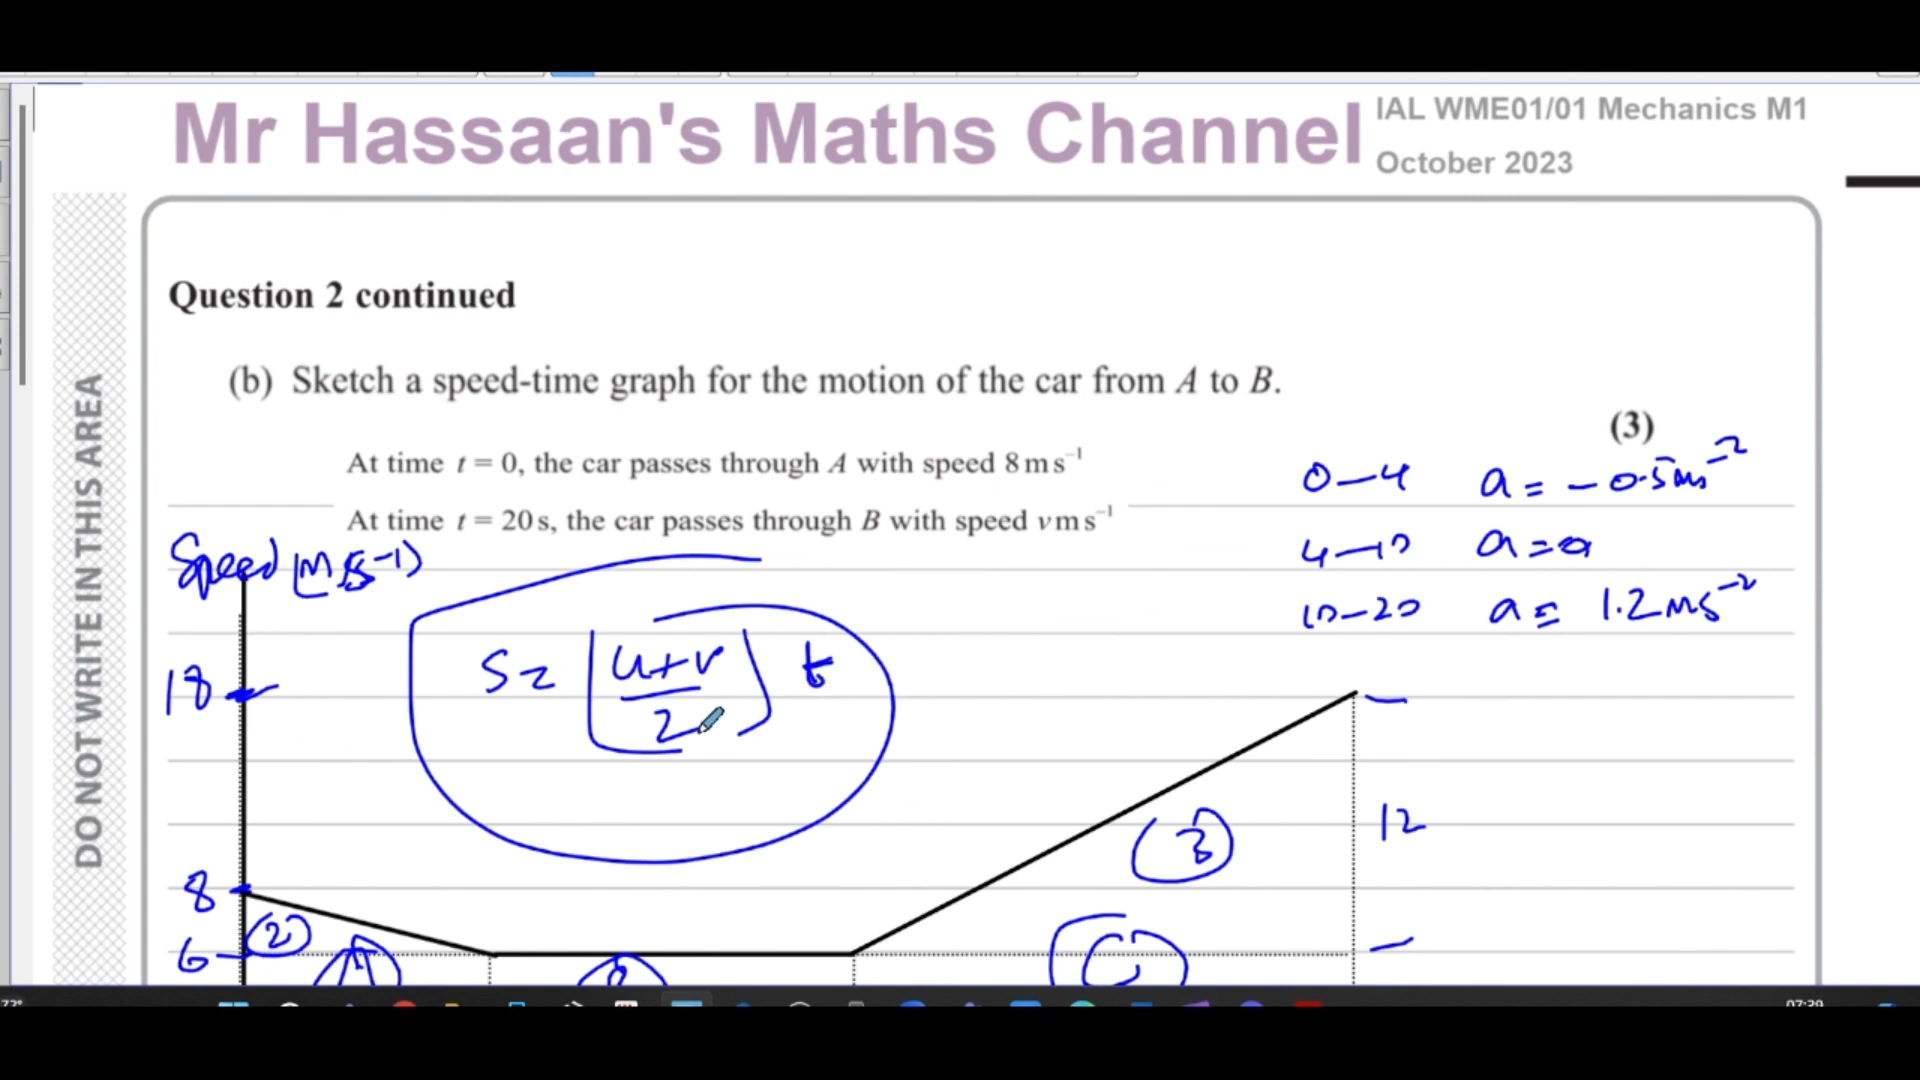 Mr Hassaan's Maths Channel
IAL WME01/01 Mechanics M1
October 2023
DO NOT WRITE IN THIS AREA
Question 2 continued
(b) Sketch a speed-time graph for the motion of the car from A to B.
(3)
At time t = 0, the car passes through A with speed 8 m s⁻¹
At time t = 20 s, the car passes through B with speed v m s⁻¹
0–4 a = –0.5 ms⁻²
4–10 a = 0
10–20 a = 1.2 ms⁻²
Speed (m/s⁻¹)
S = (u+v/2) t
18
12
3
8
2
6
A
C
07:39